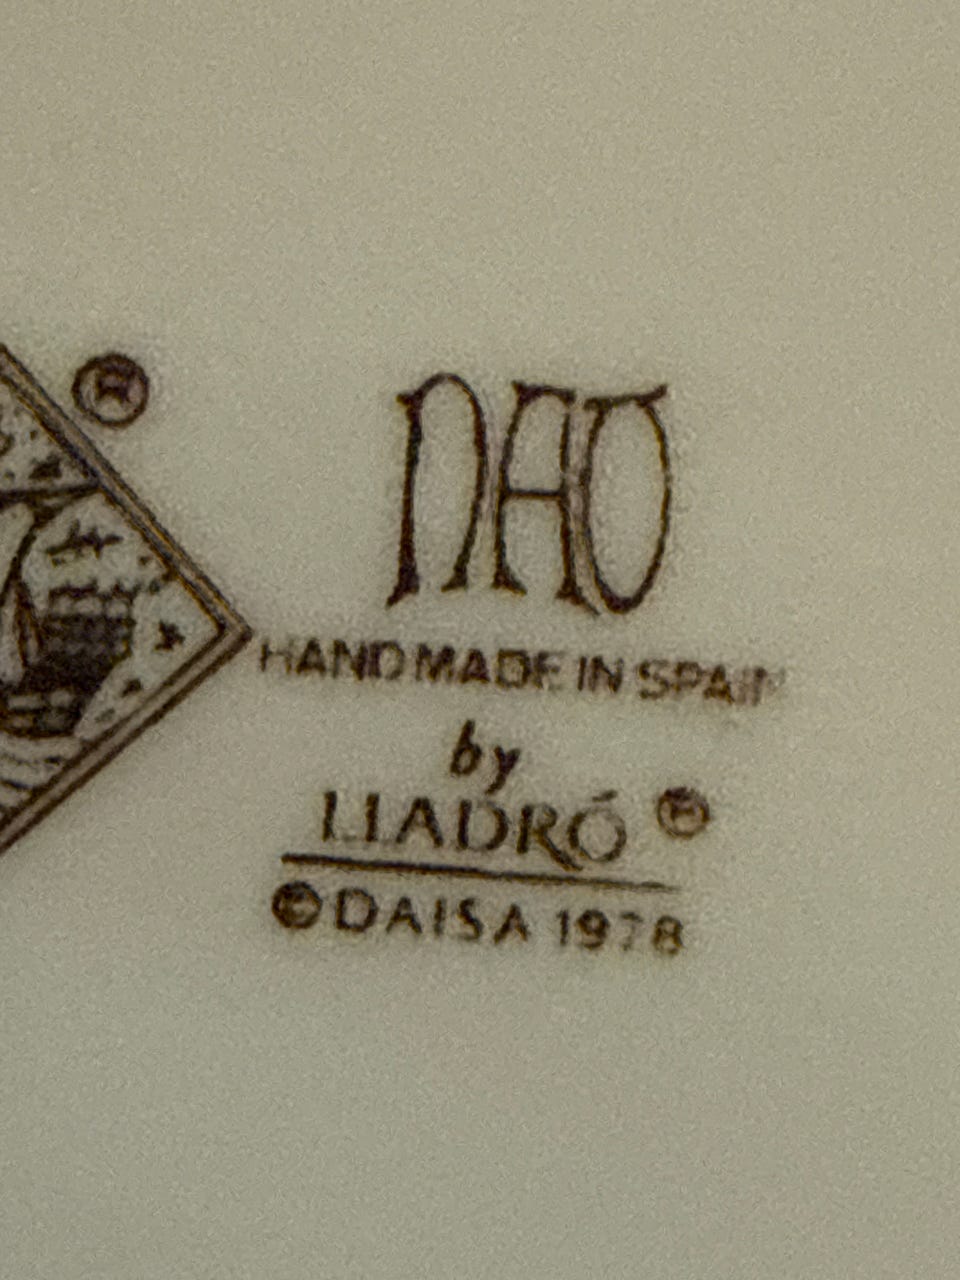 ®
NAO
HAND MADE IN SPAIN
by
LLADRÓ ®
© DAISA 1978